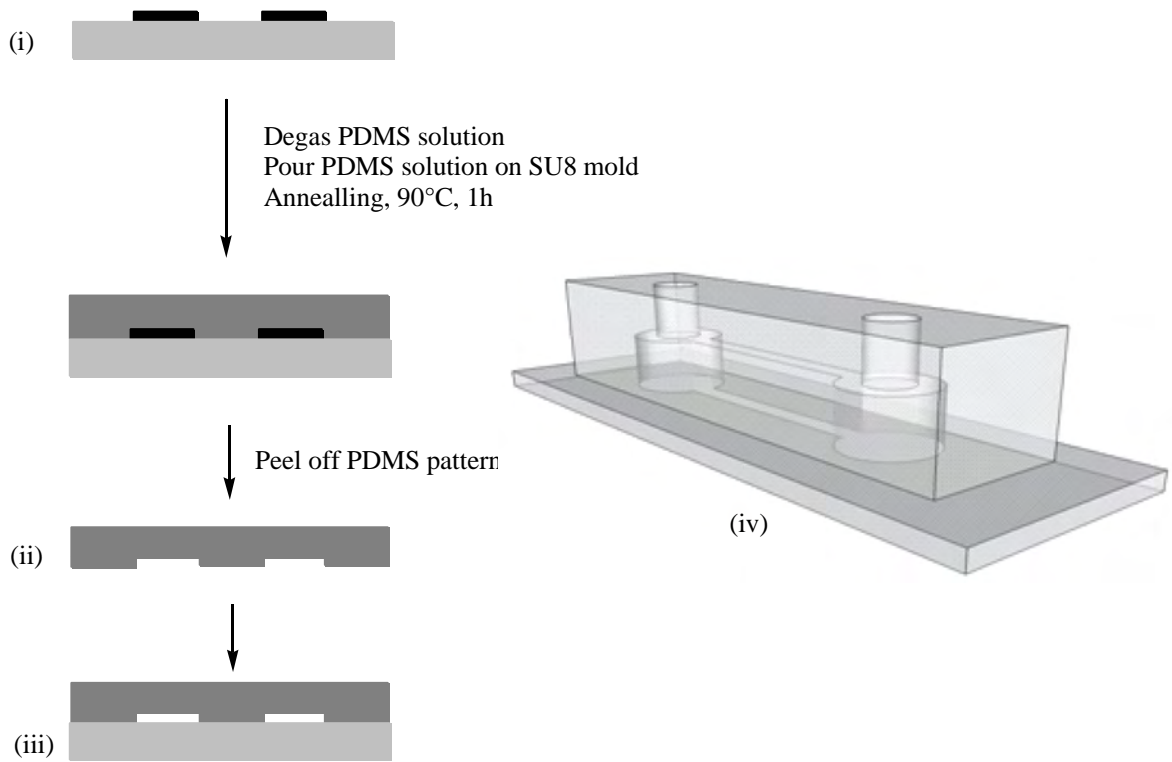 (i)
Degas PDMS solution
Pour PDMS solution on SU8 mold
Annealling, 90°C, 1h
Peel off PDMS pattern
(ii)
(iii)
(iv)